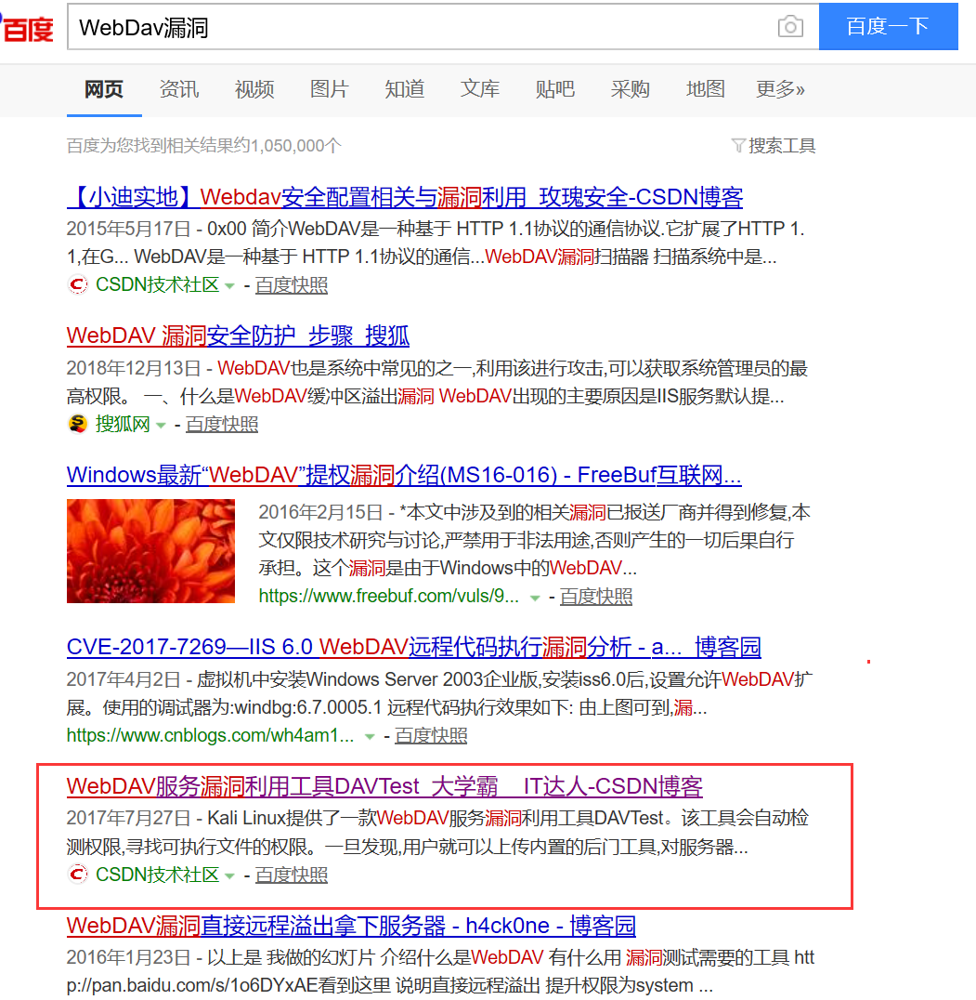 百度
WebDav漏洞
百度一下
网页 资讯 视频 图片 知道 文库 贴吧 采购 地图 更多»
百度为您找到相关结果约1,050,000个
搜索工具
【小迪实地】Webdav安全配置相关与漏洞利用_玫瑰安全-CSDN博客
2015年5月17日 - 0x00 简介WebDAV是一种基于 HTTP 1.1协议的通信协议.它扩展了HTTP 1.
1,在G... WebDAV是一种基于 HTTP 1.1协议的通信...WebDAV漏洞扫描器 扫描系统中是...
CSDN技术社区 - 百度快照
WebDAV 漏洞安全防护_步骤_搜狐
2018年12月13日 - WebDAV也是系统中常见的之一,利用该进行攻击,可以获取系统管理员的最
高权限。 一、什么是WebDAV缓冲区溢出漏洞 WebDAV出现的主要原因是IIS服务默认提...
搜狐网 - 百度快照
Windows最新“WebDAV”提权漏洞介绍(MS16-016) - FreeBuf互联网...
2016年2月15日 - *本文中涉及到的相关漏洞已报送厂商并得到修复,本
文仅限技术研究与讨论,严禁用于非法用途,否则产生的一切后果自行
承担。这个漏洞是由于Windows中的WebDAV...
https://www.freebuf.com/vuls/9... - 百度快照
CVE-2017-7269—IIS 6.0 WebDAV远程代码执行漏洞分析 - a..._博客园
2017年4月2日 - 虚拟机中安装Windows Server 2003企业版,安装iss6.0后,设置允许WebDAV扩
展。使用的调试器为:windbg:6.7.0005.1 远程代码执行效果如下: 由上图可到,漏...
https://www.cnblogs.com/wh4am1... - 百度快照
WebDAV服务漏洞利用工具DAVTest_大学霸__IT达人-CSDN博客
2017年7月27日 - Kali Linux提供了一款WebDAV服务漏洞利用工具DAVTest。该工具会自动检
测权限,寻找可执行文件的权限。一旦发现,用户就可以上传内置的后门工具,对服务器...
CSDN技术社区 - 百度快照
WebDAV漏洞直接远程溢出拿下服务器 - h4ck0ne - 博客园
2016年1月23日 - 以上是 我做的幻灯片 介绍什么是WebDAV 有什么用 漏洞测试需要的工具 htt
p://pan.baidu.com/s/1o6DYxAE看到这里 说明直接远程溢出 提升权限为system ...